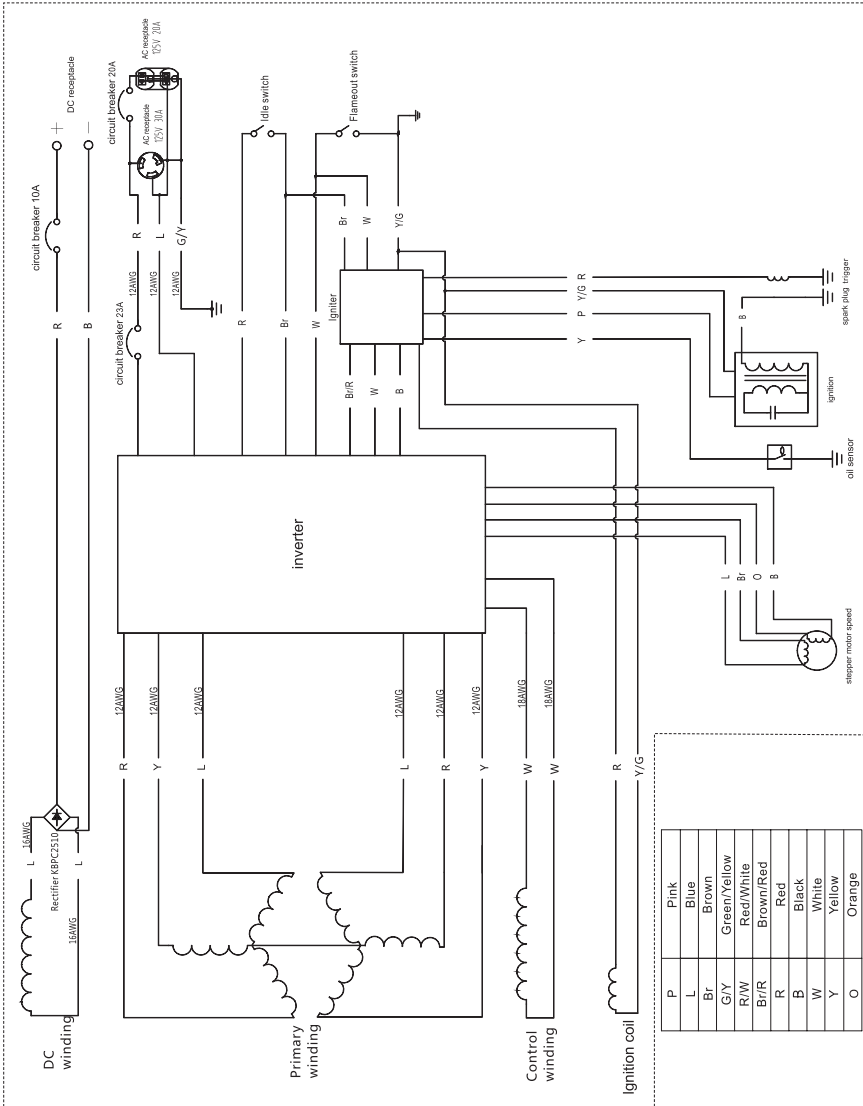 DC receptacle
+
—
circuit breaker 10A
R
B
16AWG
L
Rectifier KBPC2510
L
16AWG
DC
winding
AC receptacle
125V 20A
circuit breaker 20A
AC receptacle
125V 30A
R
L
G/Y
12AWG
12AWG
12AWG
circuit breaker 23A
Idle switch
Flameout switch
R
Br
W
Br
W
Y/G
Igniter
Br/R
W
B
R
Y/G
P
Y
B
spark plug
trigger
ignition
oil sensor
inverter
L
Br
O
B
stepper motor speed
12AWG
12AWG
12AWG
12AWG
12AWG
12AWG
18AWG
18AWG
R
Y
L
L
R
Y
W
W
R
Y/G
Primary
winding
Control
winding
Ignition coil
P Pink
L Blue
Br Brown
G/Y Green/Yellow
R/W Red/White
Br/R Brown/Red
R Red
B Black
W White
Y Yellow
O Orange